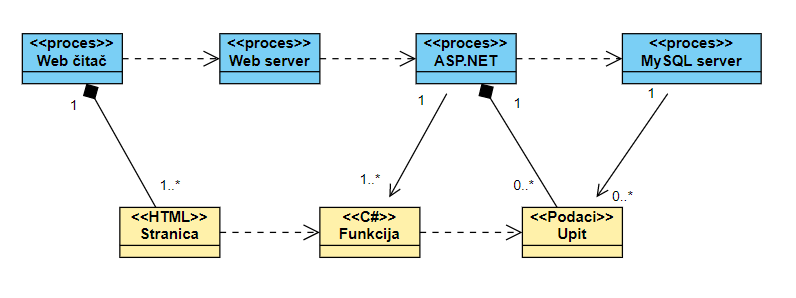 <<proces>>
Web čitač
<<proces>>
Web server
<<proces>>
ASP.NET
<<proces>>
MySQL server
1
1
1
1
1..*
1..*
0..*
0..*
<<HTML>>
Stranica
<<C#>>
Funkcija
<<Podaci>>
Upit